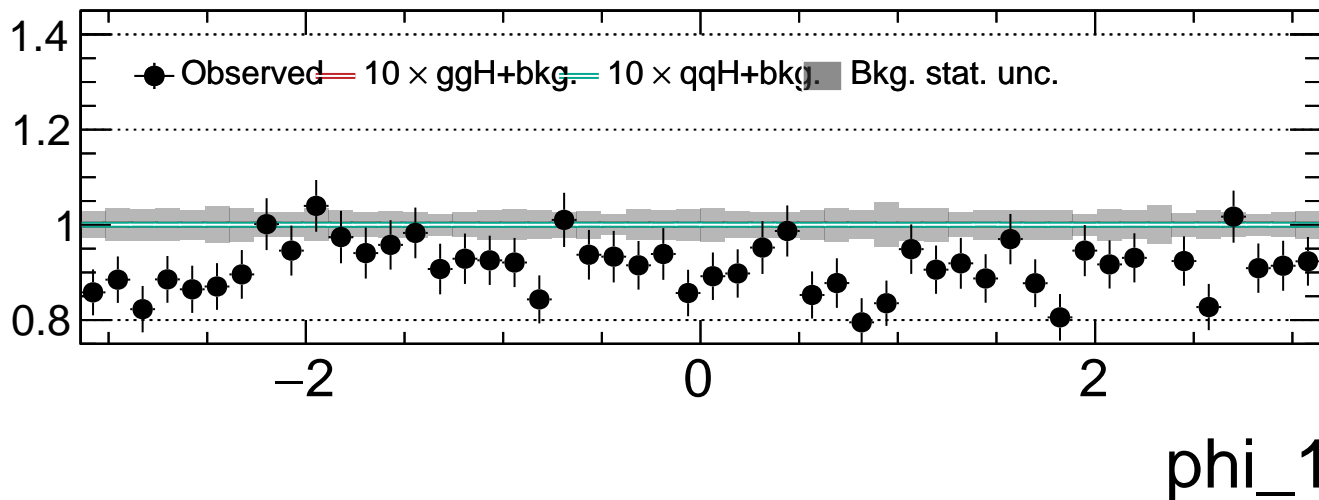 1.4
Observed 10 × ggH+bkg. 10 × qqH+bkg. Bkg. stat. unc.
1.2
1
0.8
−2 0 2
phi_1